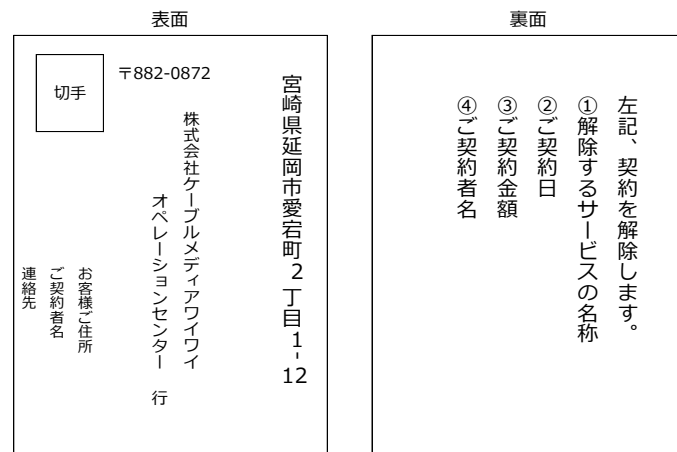 表面
切手
〒882-0872
宮崎県延岡市愛宕町2丁目1-12
株式会社ケーブルメディアワイワイ
オペレーションセンター 行
お客様ご住所
ご契約者名
連絡先
裏面
左記、契約を解除します。
①解除するサービスの名称
②ご契約日
③ご契約金額
④ご契約者名